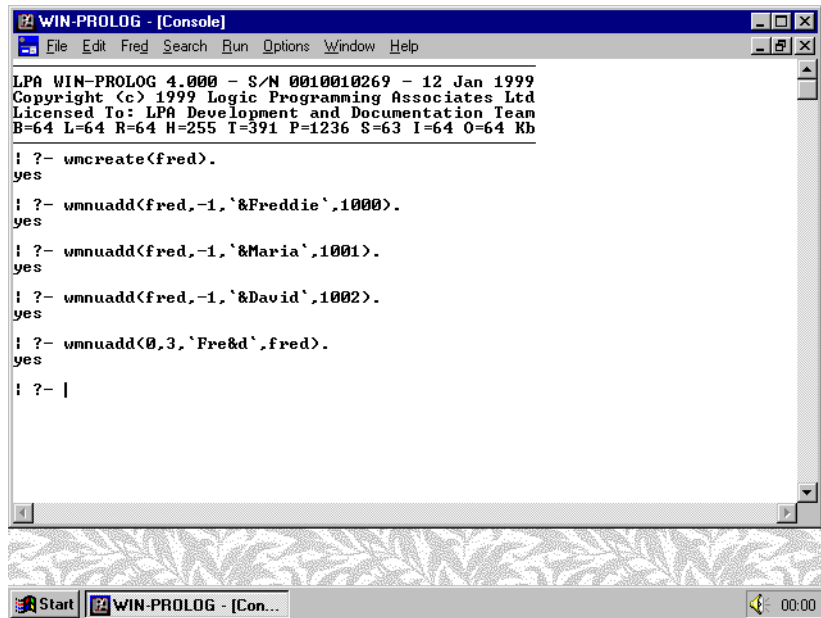 WIN-PROLOG - [Console]
File Edit Fred Search Run Options Window Help
LPA WIN-PROLOG 4.000 - S/N 0010010269 - 12 Jan 1999
Copyright (c) 1999 Logic Programming Associates Ltd
Licensed To: LPA Development and Documentation Team
B=64 L=64 R=64 H=255 T=391 P=1236 S=63 I=64 O=64 Kb
| ?- wmcreate(fred).
yes
| ?- wmnuadd(fred,-1,`&Freddie`,1000).
yes
| ?- wmnuadd(fred,-1,`&Maria`,1001).
yes
| ?- wmnuadd(fred,-1,`&David`,1002).
yes
| ?- wmnuadd(0,3,`Fre&d`,fred).
yes
| ?- |
Start WIN-PROLOG - [Con... 00:00